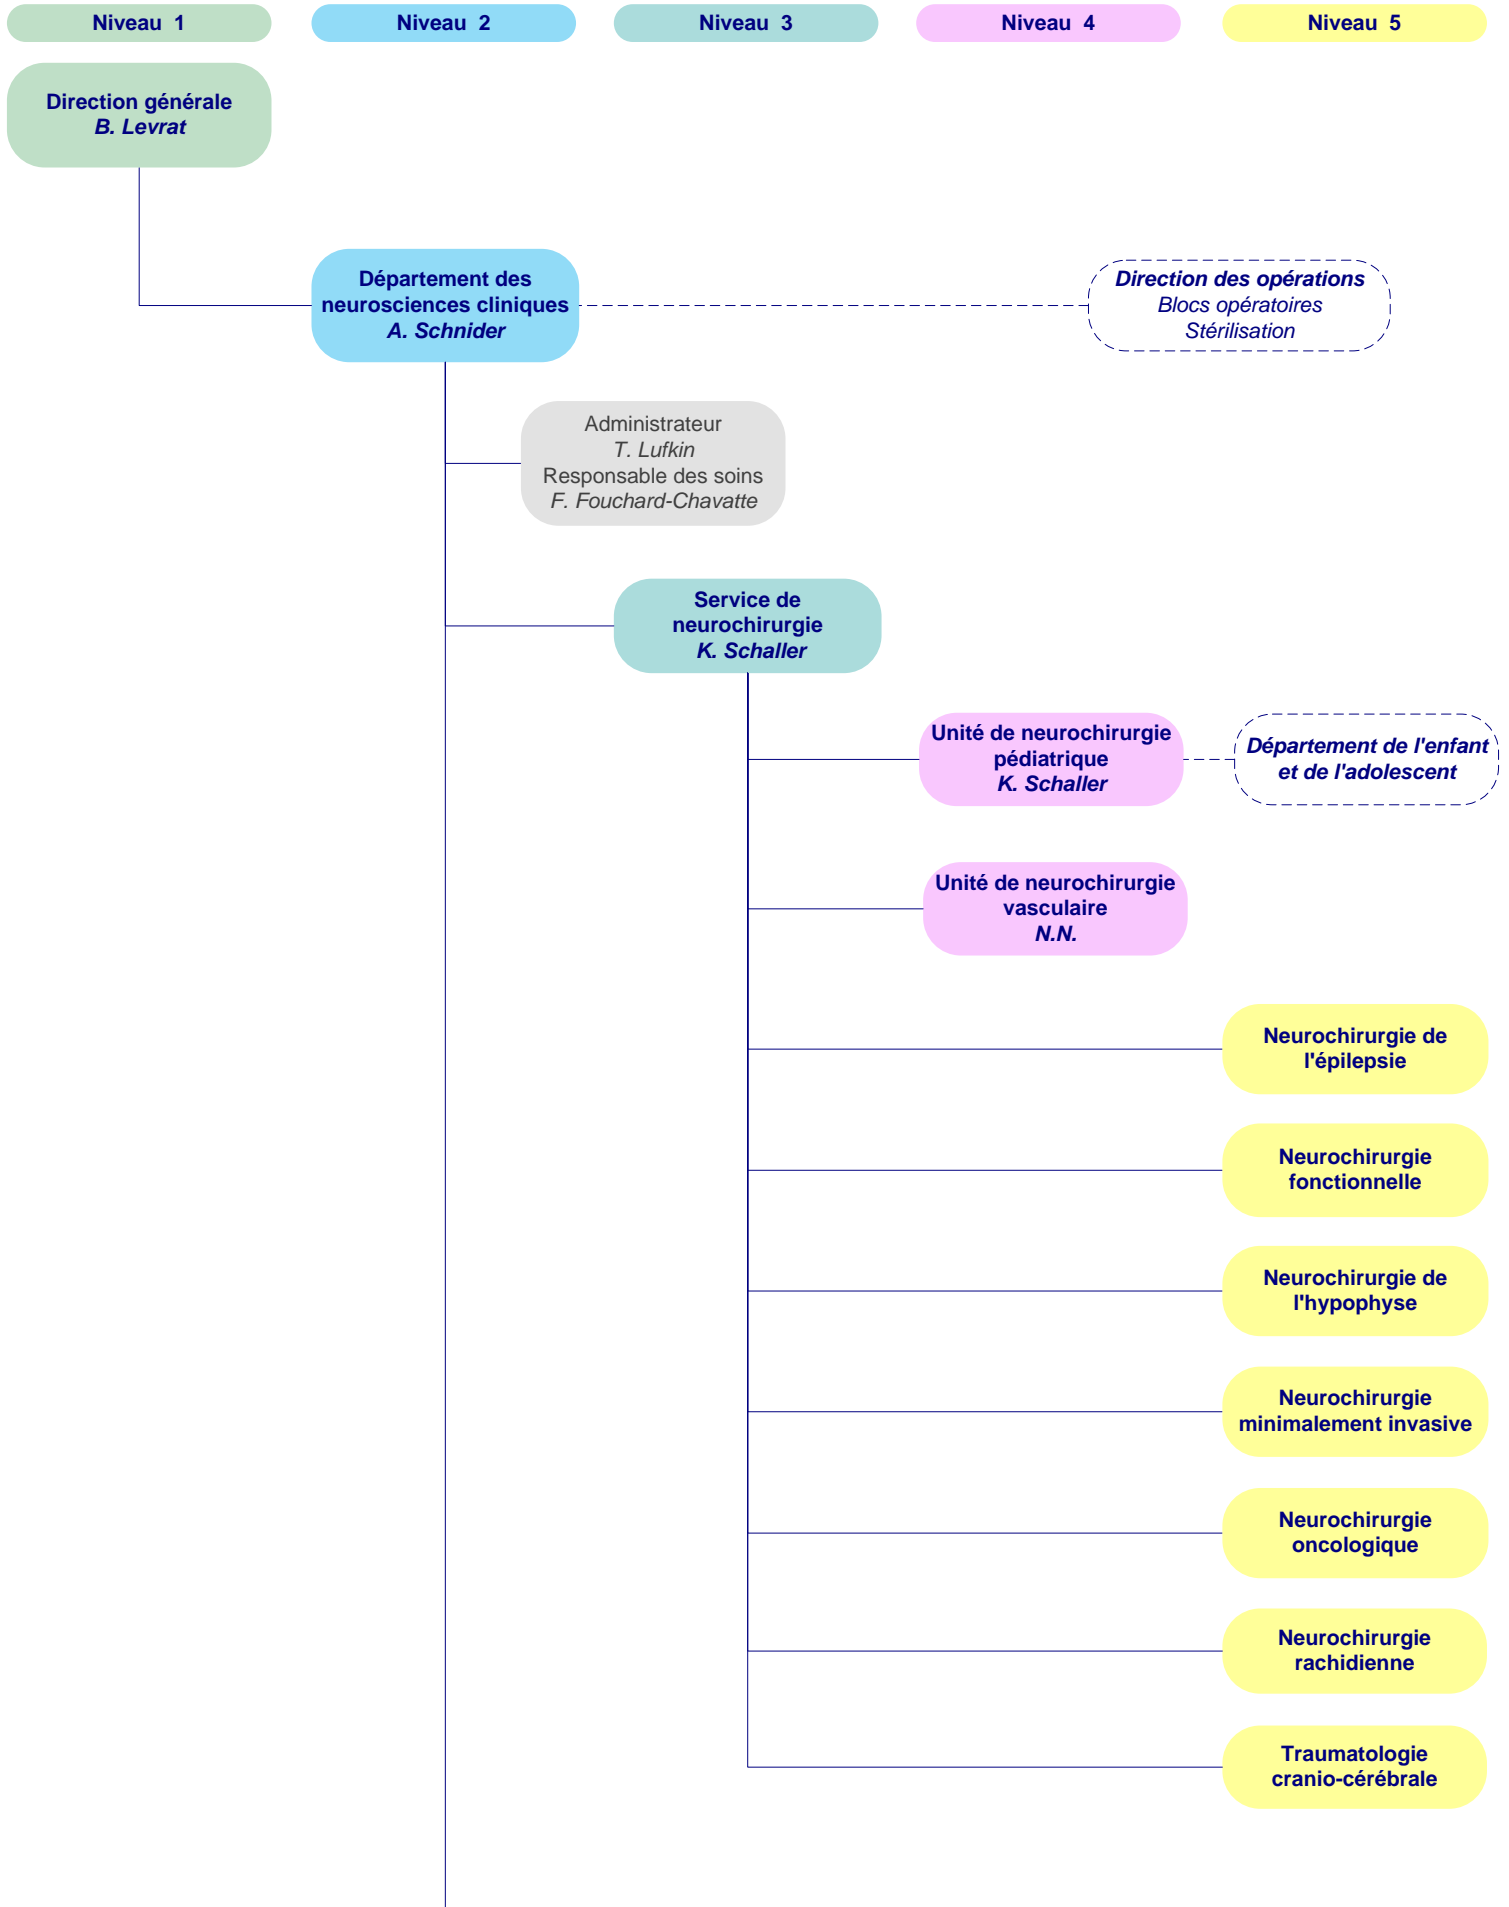 Niveau 1
Niveau 2
Niveau 3
Niveau 4
Niveau 5
Direction générale
B. Levrat
Département des
neurosciences cliniques
A. Schnider
Direction des opérations
Blocs opératoires
Stérilisation
Administrateur
T. Lufkin
Responsable des soins
F. Fouchard-Chavatte
Service de
neurochirurgie
K. Schaller
Unité de neurochirurgie
pédiatrique
K. Schaller
Département de l'enfant
et de l'adolescent
Unité de neurochirurgie
vasculaire
N.N.
Neurochirurgie de
l'épilepsie
Neurochirurgie
fonctionnelle
Neurochirurgie de
l'hypophyse
Neurochirurgie
minimalement invasive
Neurochirurgie
oncologique
Neurochirurgie
rachidienne
Traumatologie
cranio-cérébrale